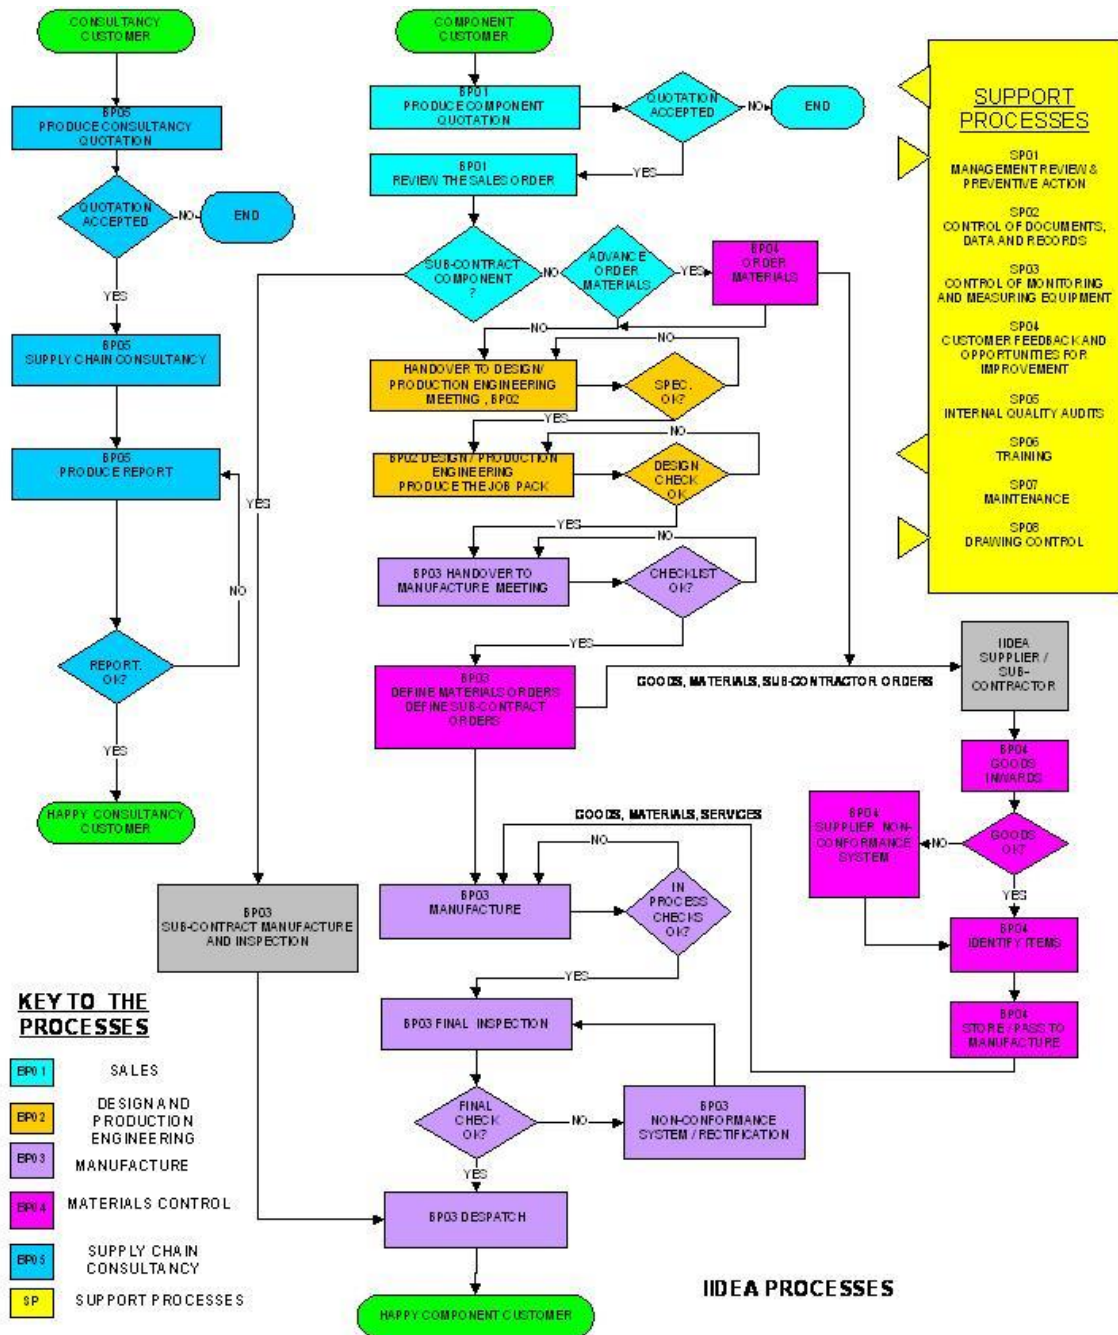 CONSULTANCY
CUSTOMER
BP05
PRODUCE CONSULTANCY
QUOTATION
QUOTATION
ACCEPTED
NO
END
YES
BP05
SUPPLY CHAIN CONSULTANCY
BP05
PRODUCE REPORT
NO
REPORT.
OK?
YES
HAPPY CONSULTANCY
CUSTOMER
COMPONENT
CUSTOMER
BP01
PRODUCE COMPONENT
QUOTATION
QUOTATION
ACCEPTED
NO
END
YES
BP01
REVIEW THE SALES ORDER
SUB-CONTRACT
COMPONENT
?
YES
NO
ADVANCE
ORDER
MATERIALS
YES
BP04
ORDER
MATERIALS
NO
HANDOVER TO DESIGN/
PRODUCTION ENGINEERING
MEETING , BP02
SPEC.
OK?
NO
YES
BP02 DESIGN / PRODUCTION
ENGINEERING
PRODUCE THE JOB PACK
DESIGN
CHECK
OK
NO
YES
BP03 HANDOVER TO
MANUFACTURE MEETING
CHECKLIST
OK?
NO
YES
BP03
DEFINE MATERIALS ORDERS
DEFINE SUB-CONTRACT
ORDERS
GOODS, MATERIALS, SUB-CONTRACTOR ORDERS
IIDEA
SUPPLIER /
SUB-
CONTRACTOR
BP04
GOODS
INWARDS
GOODS
OK?
NO
BP04
SUPPLIER NON-
CONFORMANCE
SYSTEM
YES
BP04
IDENTIFY ITEMS
BP04
STORE / PASS TO
MANUFACTURE
GOODS, MATERIALS, SERVICES
BP03
MANUFACTURE
IN
PROCESS
CHECKS
OK?
NO
YES
BP03 FINAL INSPECTION
FINAL
CHECK
OK?
NO
BP03
NON-CONFORMANCE
SYSTEM / RECTIFICATION
YES
BP03
SUB-CONTRACT MANUFACTURE
AND INSPECTION
BP03 DESPATCH
HAPPY COMPONENT CUSTOMER
SUPPORT
PROCESSES
SP01
MANAGEMENT REVIEW &
PREVENTIVE ACTION
SP02
CONTROL OF DOCUMENTS,
DATA AND RECORDS
SP03
CONTROL OF MONITORING
AND MEASURING EQUIPMENT
SP04
CUSTOMER FEEDBACK AND
OPPORTUNITIES FOR
IMPROVEMENT
SP05
INTERNAL QUALITY AUDITS
SP06
TRAINING
SP07
MAINTENANCE
SP08
DRAWING CONTROL
KEY TO THE
PROCESSES
BP01 SALES
BP02 DESIGN AND
PRODUCTION
ENGINEERING
BP03 MANUFACTURE
BP04 MATERIALS CONTROL
BP05 SUPPLY CHAIN
CONSULTANCY
SP SUPPORT PROCESSES
IIDEA PROCESSES